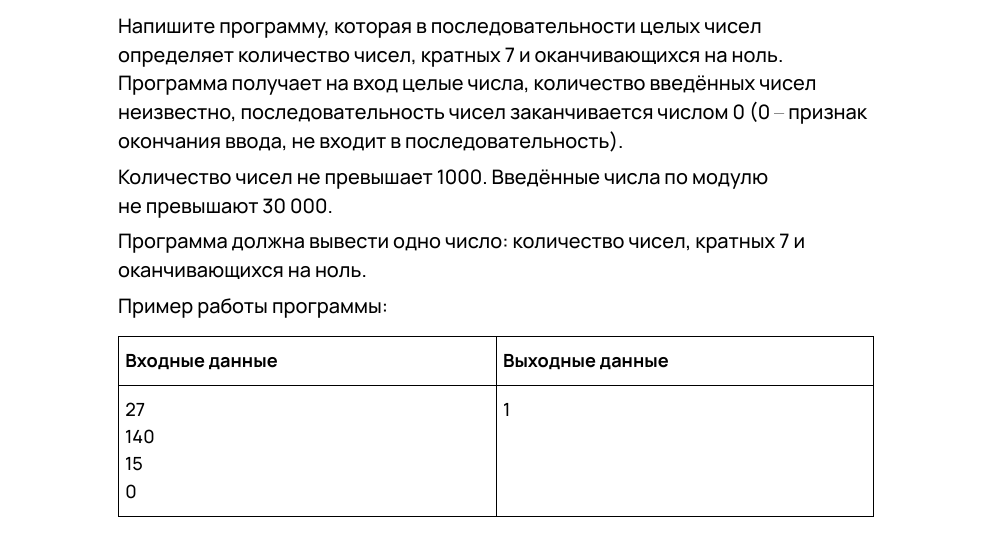 Напишите программу, которая в последовательности целых чисел
определяет количество чисел, кратных 7 и оканчивающихся на ноль.
Программа получает на вход целые числа, количество введённых чисел
неизвестно, последовательность чисел заканчивается числом 0 (0 – признак
окончания ввода, не входит в последовательность).
Количество чисел не превышает 1000. Введённые числа по модулю
не превышают 30 000.
Программа должна вывести одно число: количество чисел, кратных 7 и
оканчивающихся на ноль.
Пример работы программы:
Входные данные Выходные данные
27 1
140
15
0